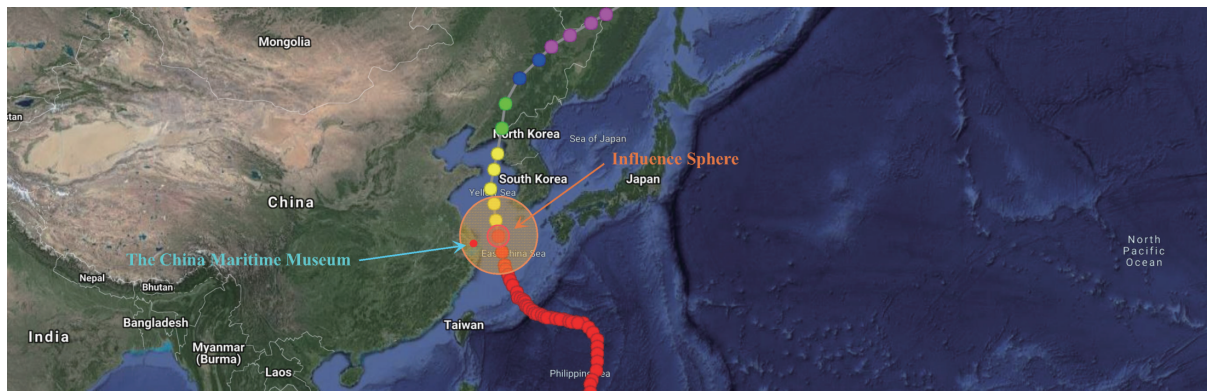 Mongolia
stan
North Korea
Sea of Japan
Influence Sphere
South Korea
Japan
Yellow Sea
China
The China Maritime Museum
East China Sea
North
Pacific
Ocean
Nepal
Bhutan
Bangladesh
Taiwan
India
Myanmar
(Burma)
Laos
Philippine Sea